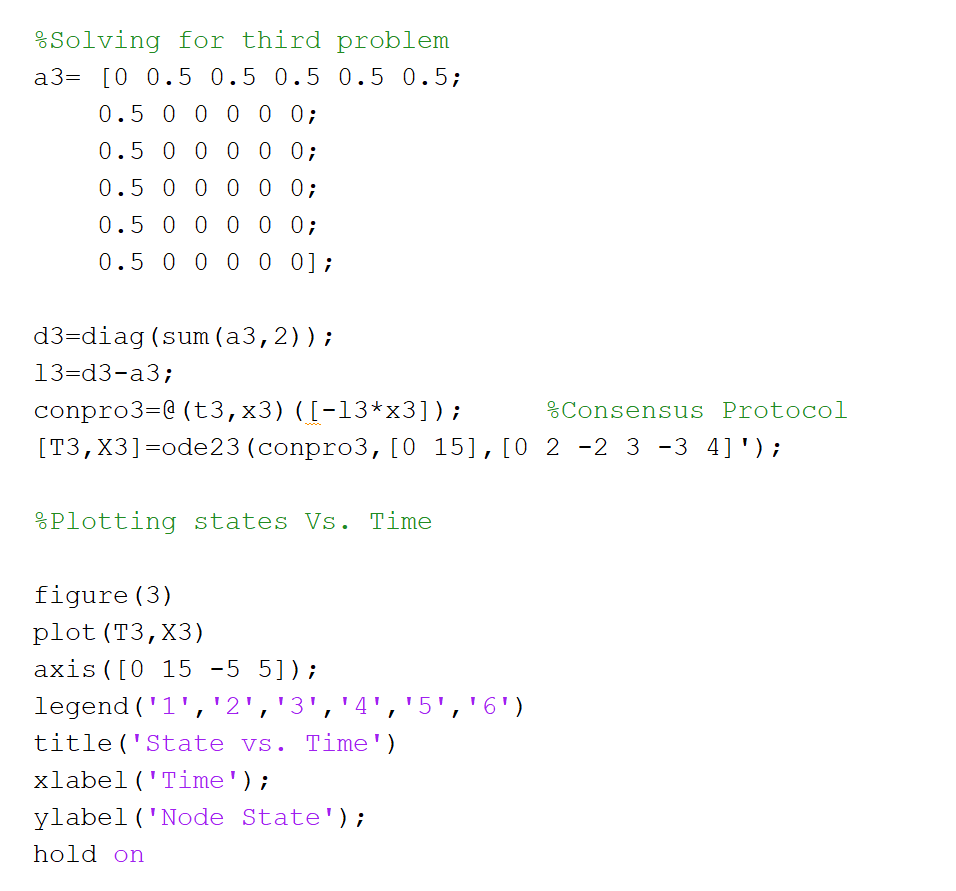 %Solving for third problem
a3= [0 0.5 0.5 0.5 0.5 0.5;
0.5 0 0 0 0 0;
0.5 0 0 0 0 0;
0.5 0 0 0 0 0;
0.5 0 0 0 0 0;
0.5 0 0 0 0 0];
d3=diag(sum(a3,2));
l3=d3-a3;
conpro3=@(t3,x3)([-l3*x3]); %Consensus Protocol
[T3,X3]=ode23(conpro3,[0 15],[0 2 -2 3 -3 4]');
%Plotting states Vs. Time
figure(3)
plot(T3,X3)
axis([0 15 -5 5]);
legend('1','2','3','4','5','6')
title('State vs. Time')
xlabel('Time');
ylabel('Node State');
hold on